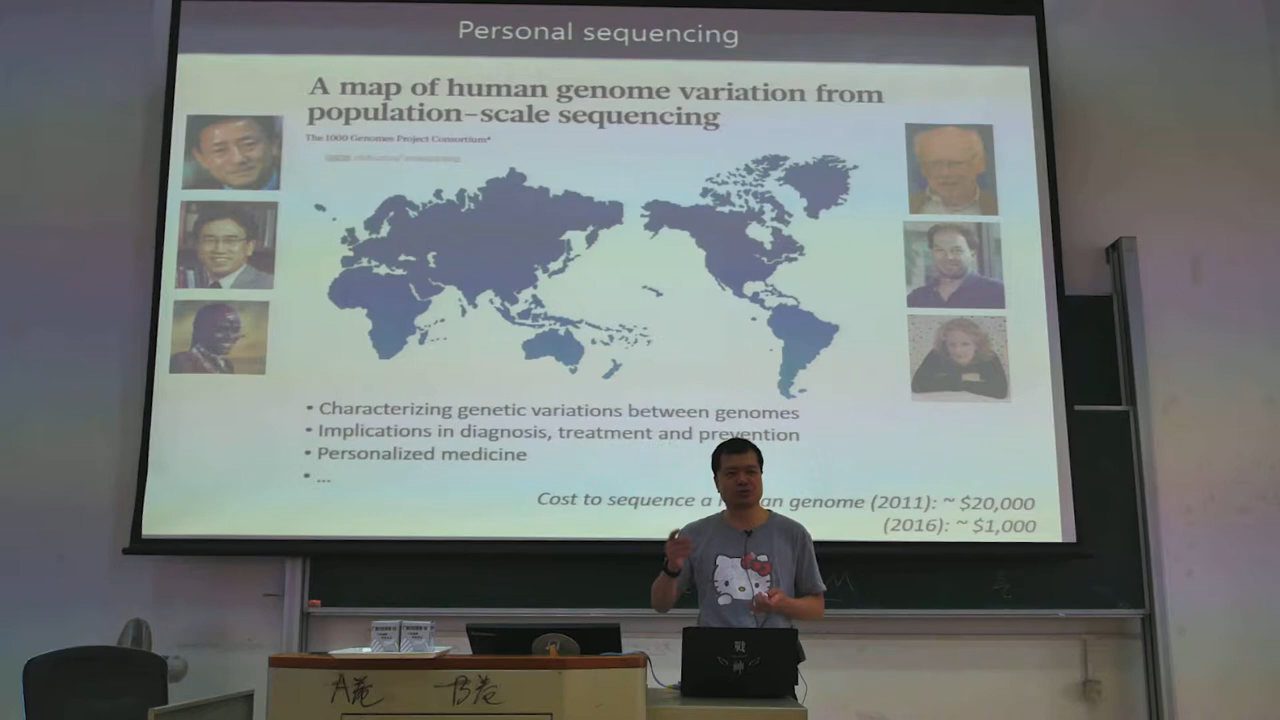 Personal sequencing
A map of human genome variation from
population-scale sequencing
The 1000 Genomes Project Consortium*
• Characterizing genetic variations between genomes
• Implications in diagnosis, treatment and prevention
• Personalized medicine
• ...
Cost to sequence a an genome (2011): ~ $20,000
(2016): ~ $1,000
戰
神
A卷 B卷